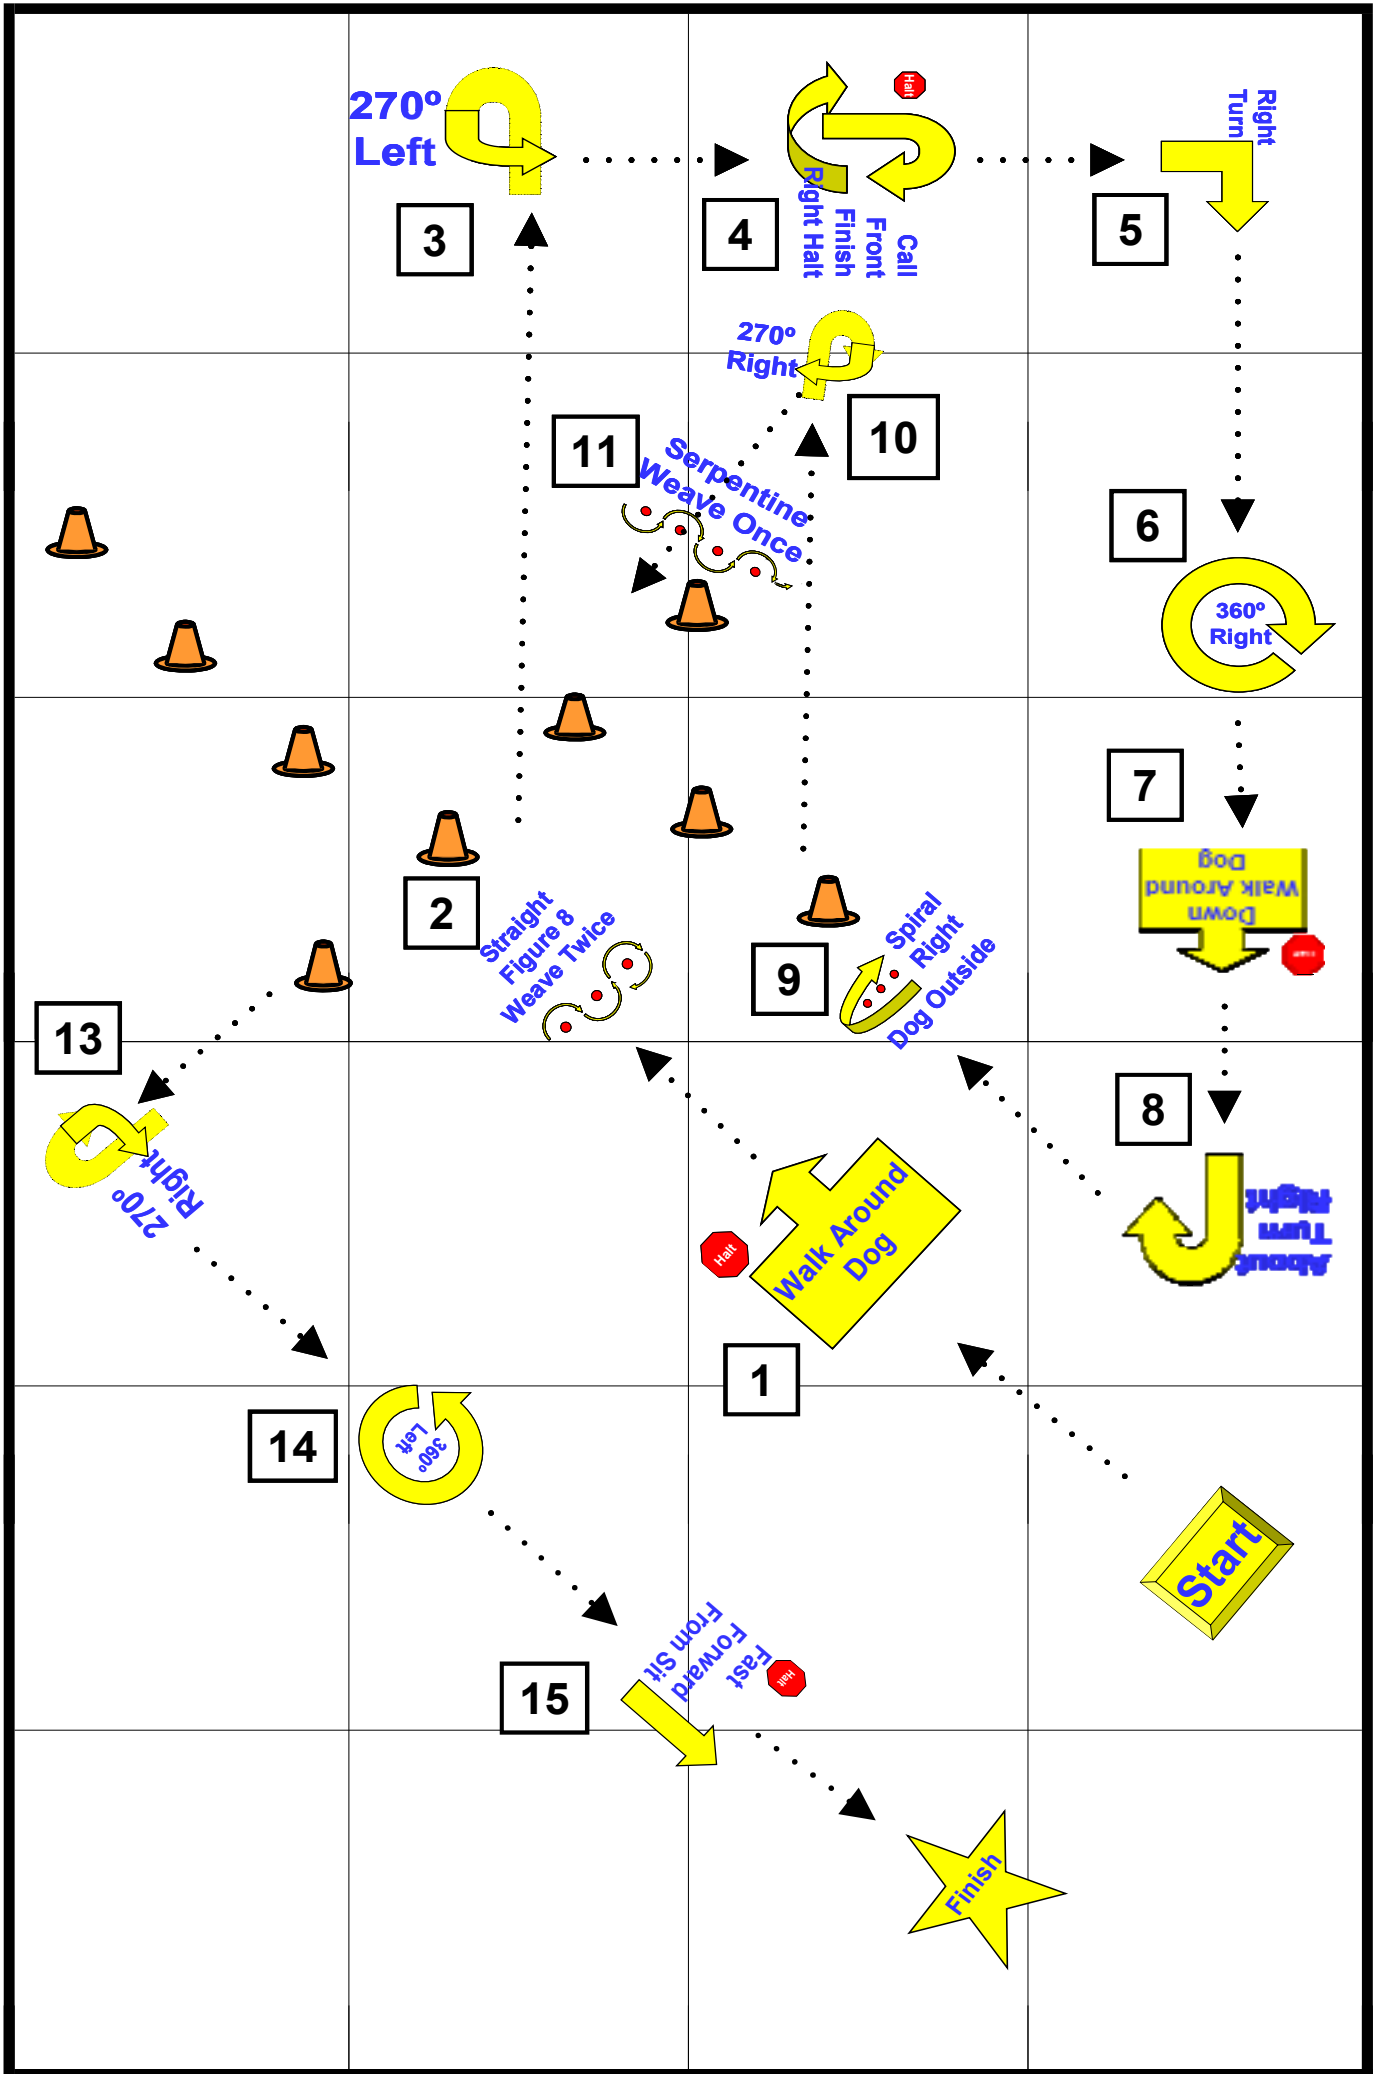 270º
Left
3
Halt
Call
Front
Finish
Right Halt
4
Right
Turn
5
270º
Right
10
11
Serpentine
Weave Once
6
360º
Right
7
Down
Walk Around
Dog
2
Straight
Figure 8
Weave Twice
9
Spiral
Right
Dog Outside
13
270º
Right
8
About
Turn
Right
Halt
Walk Around
Dog
1
14
360º
Left
Start
15
Fast
Forward
From Sit
Halt
Finish